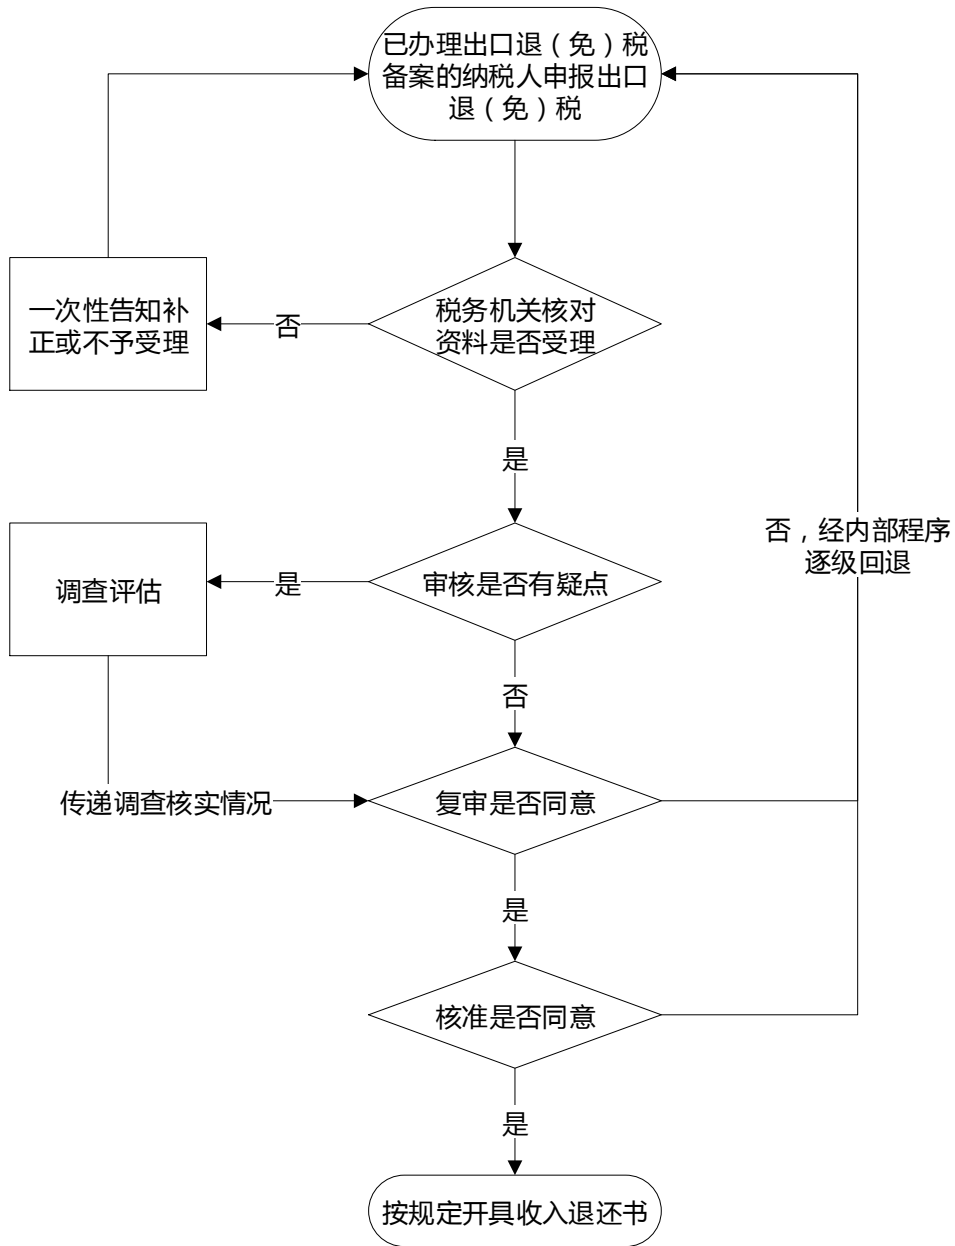 已办理出口退（免）税
备案的纳税人申报出口
退（免）税
一次性告知补
正或不予受理
否
税务机关核对
资料是否受理
是
否，经内部程序
逐级回退
调查评估
是
审核是否有疑点
否
传递调查核实情况
复审是否同意
是
核准是否同意
是
按规定开具收入退还书